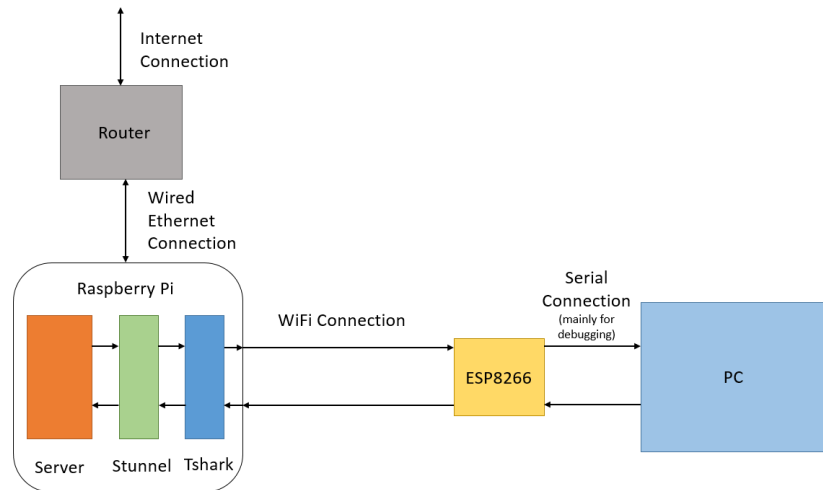 Internet
Connection
Router
Wired
Ethernet
Connection
Raspberry Pi
WiFi Connection
Serial
Connection
(mainly for
debugging)
ESP8266
PC
Server
Stunnel
Tshark